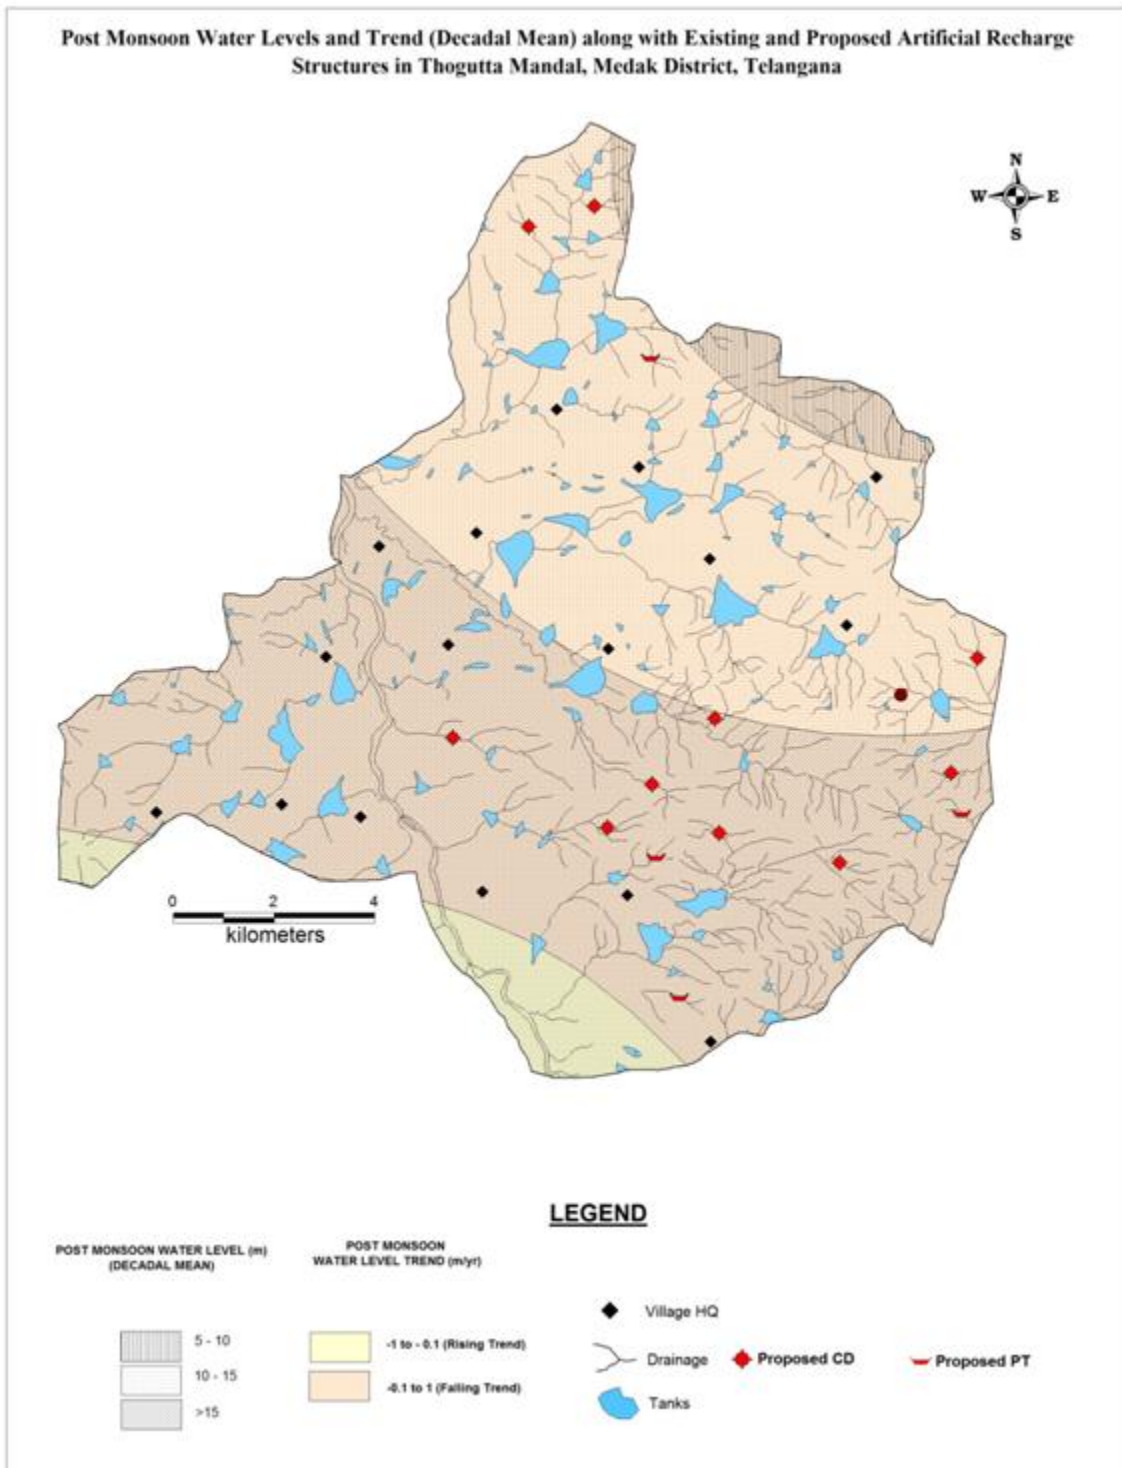 Post Monsoon Water Levels and Trend (Decadal Mean) along with Existing and Proposed Artificial Recharge
Structures in Thogutta Mandal, Medak District, Telangana
N
W E
S
0 2 4
kilometers
LEGEND
POST MONSOON WATER LEVEL (m)
(DECADAL MEAN)
5 - 10
10 - 15
>15
POST MONSOON
WATER LEVEL TREND (m/yr)
-1 to - 0.1 (Rising Trend)
-0.1 to 1 (Falling Trend)
Village HQ
Drainage
Proposed CD
Proposed PT
Tanks